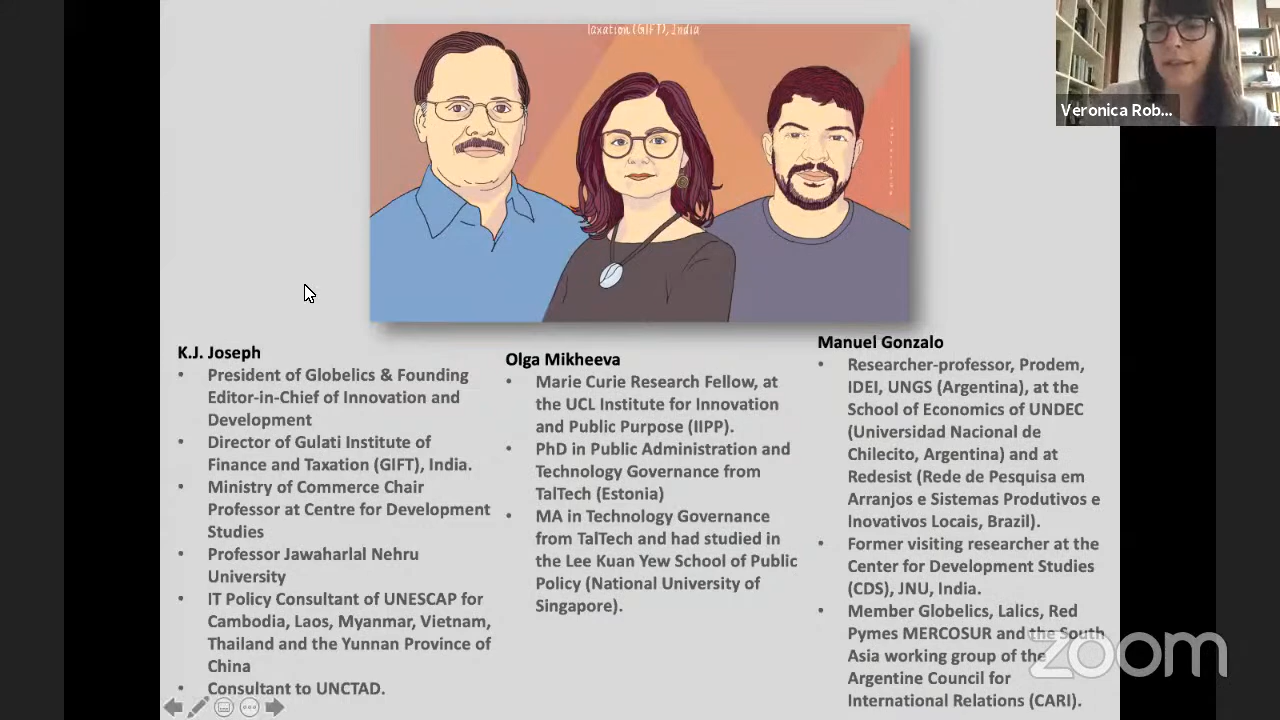 Taxation (GIFT), India
Veronica Rob...
K.J. Joseph
• President of Globelics & Founding
Editor-in-Chief of Innovation and
Development
• Director of Gulati Institute of
Finance and Taxation (GIFT), India.
• Ministry of Commerce Chair
Professor at Centre for Development
Studies
• Professor Jawaharlal Nehru
University
• IT Policy Consultant of UNESCAP for
Cambodia, Laos, Myanmar, Vietnam,
Thailand and the Yunnan Province of
China
• Consultant to UNCTAD.
Olga Mikheeva
• Marie Curie Research Fellow, at
the UCL Institute for Innovation
and Public Purpose (IIPP).
• PhD in Public Administration and
Technology Governance from
TalTech (Estonia)
• MA in Technology Governance
from TalTech and had studied in
the Lee Kuan Yew School of Public
Policy (National University of
Singapore).
Manuel Gonzalo
• Researcher-professor, Prodem,
IDEI, UNGS (Argentina), at the
School of Economics of UNDEC
(Universidad Nacional de
Chilecito, Argentina) and at
Redesist (Rede de Pesquisa em
Arranjos e Sistemas Produtivos e
Inovativos Locais, Brazil).
• Former visiting researcher at the
Center for Development Studies
(CDS), JNU, India.
• Member Globelics, Lalics, Red
Pymes MERCOSUR and the South
Asia working group of the
Argentine Council for
International Relations (CARI).
zoom